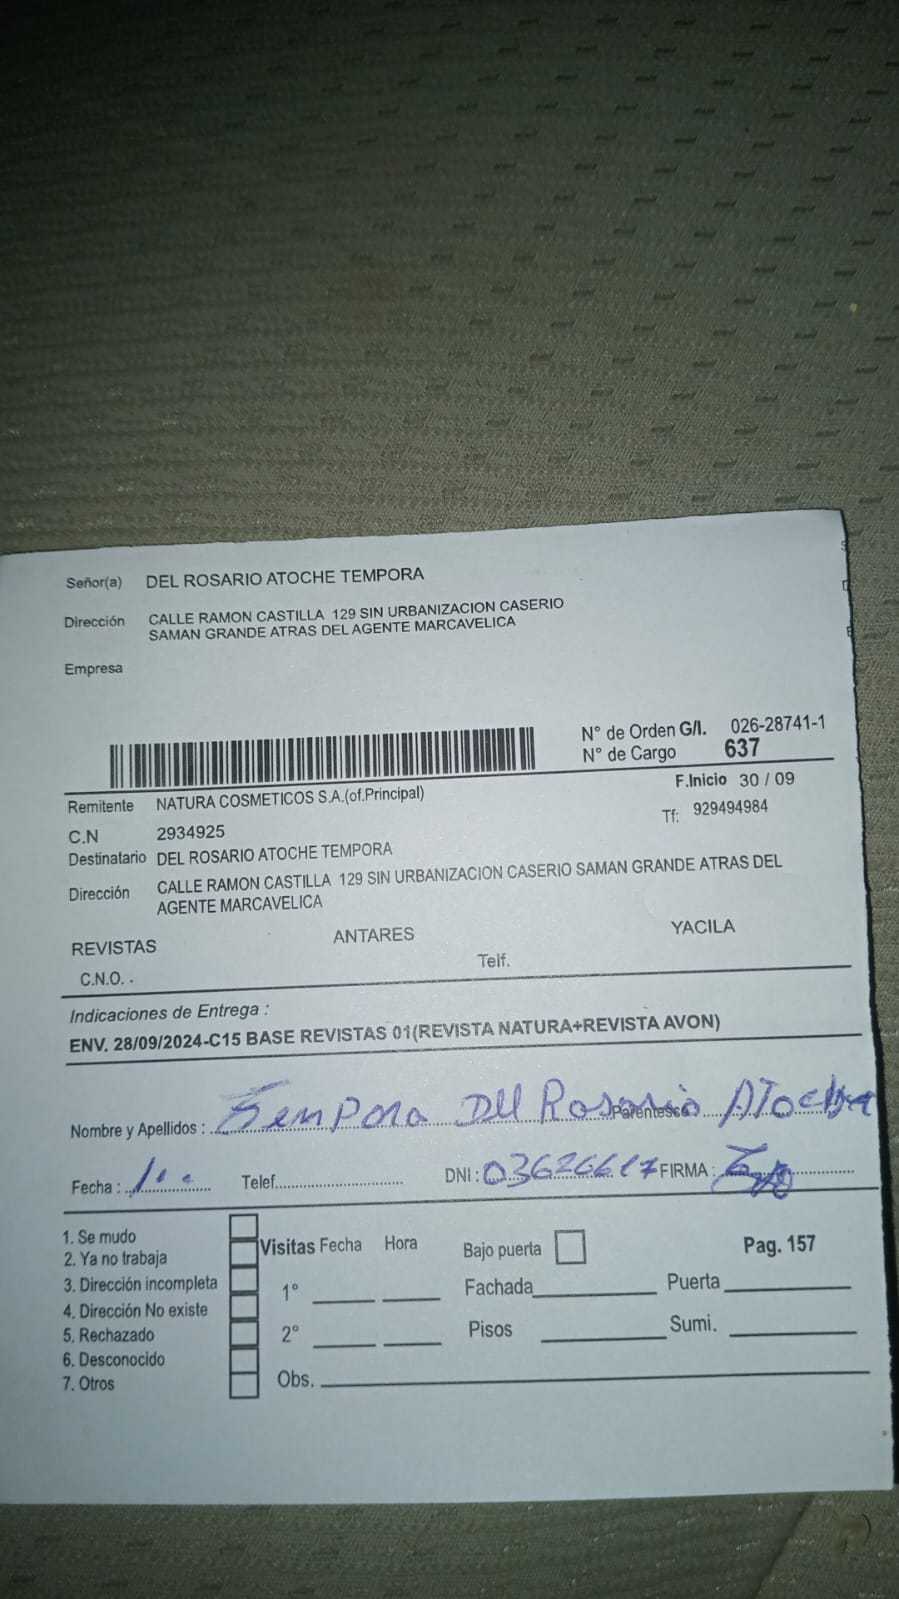 Señor(a) DEL ROSARIO ATOCHE TEMPORA
Dirección CALLE RAMON CASTILLA 129 SIN URBANIZACION CASERIO
SAMAN GRANDE ATRAS DEL AGENTE MARCAVELICA
Empresa
N° de Orden G/I. 026-28741-1
N° de Cargo 637
F.Inicio 30 / 09
Remitente NATURA COSMETICOS S.A.(of.Principal)
Tf: 929494984
C.N 2934925
Destinatario DEL ROSARIO ATOCHE TEMPORA
Dirección CALLE RAMON CASTILLA 129 SIN URBANIZACION CASERIO SAMAN GRANDE ATRAS DEL
AGENTE MARCAVELICA
REVISTAS ANTARES YACILA
C.N.O. . Telf.
Indicaciones de Entrega :
ENV. 28/09/2024-C15 BASE REVISTAS 01(REVISTA NATURA+REVISTA AVON)
Nombre y Apellidos : Tempora Del Rosario Parentesco Atoche
Fecha : Telef. DNI : 03626617 FIRMA :
1. Se mudo
2. Ya no trabaja Visitas Fecha Hora Bajo puerta Pag. 157
3. Dirección incompleta 1° Fachada Puerta
4. Dirección No existe
5. Rechazado 2° Pisos Sumi.
6. Desconocido
7. Otros Obs.